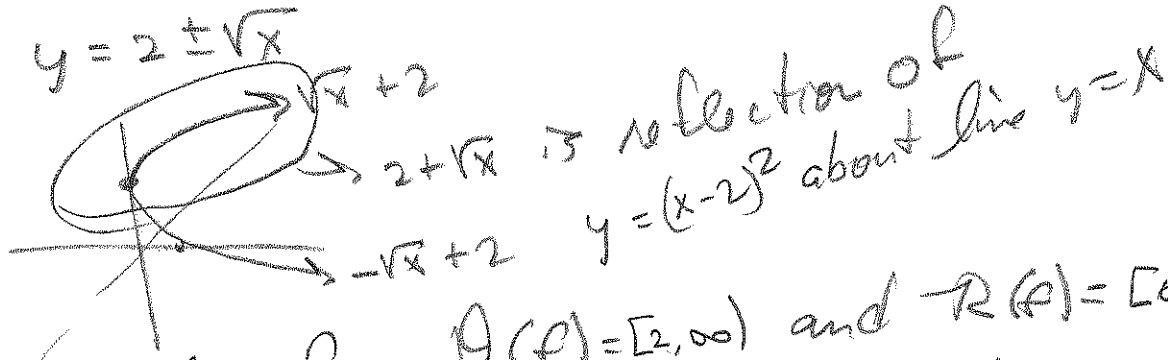 y = 2 ± √x
√x + 2
2 + √x is reflection of
y = (x-2)² about line y = x
-√x + 2
D(f) = [2,∞) and R(f) = [